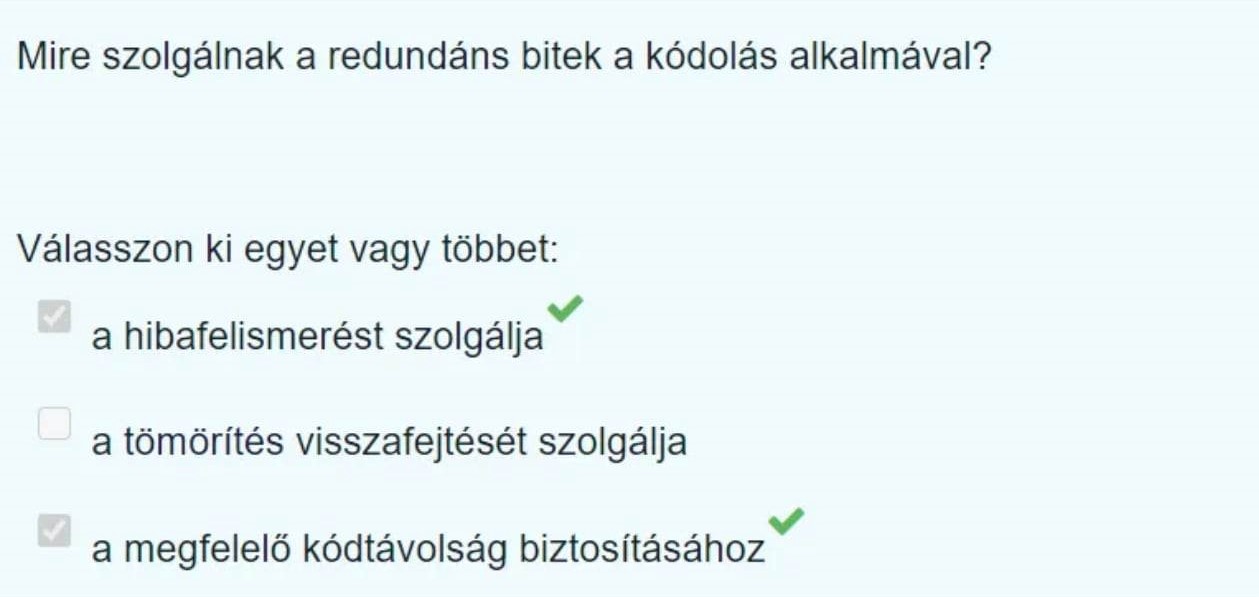 Mire szolgálnak a redundáns bitek a kódolás alkalmával?
Válasszon ki egyet vagy többet:
a hibafelismerést szolgálja
a tömörítés visszafejtését szolgálja
a megfelelő kódtávolság biztosításához